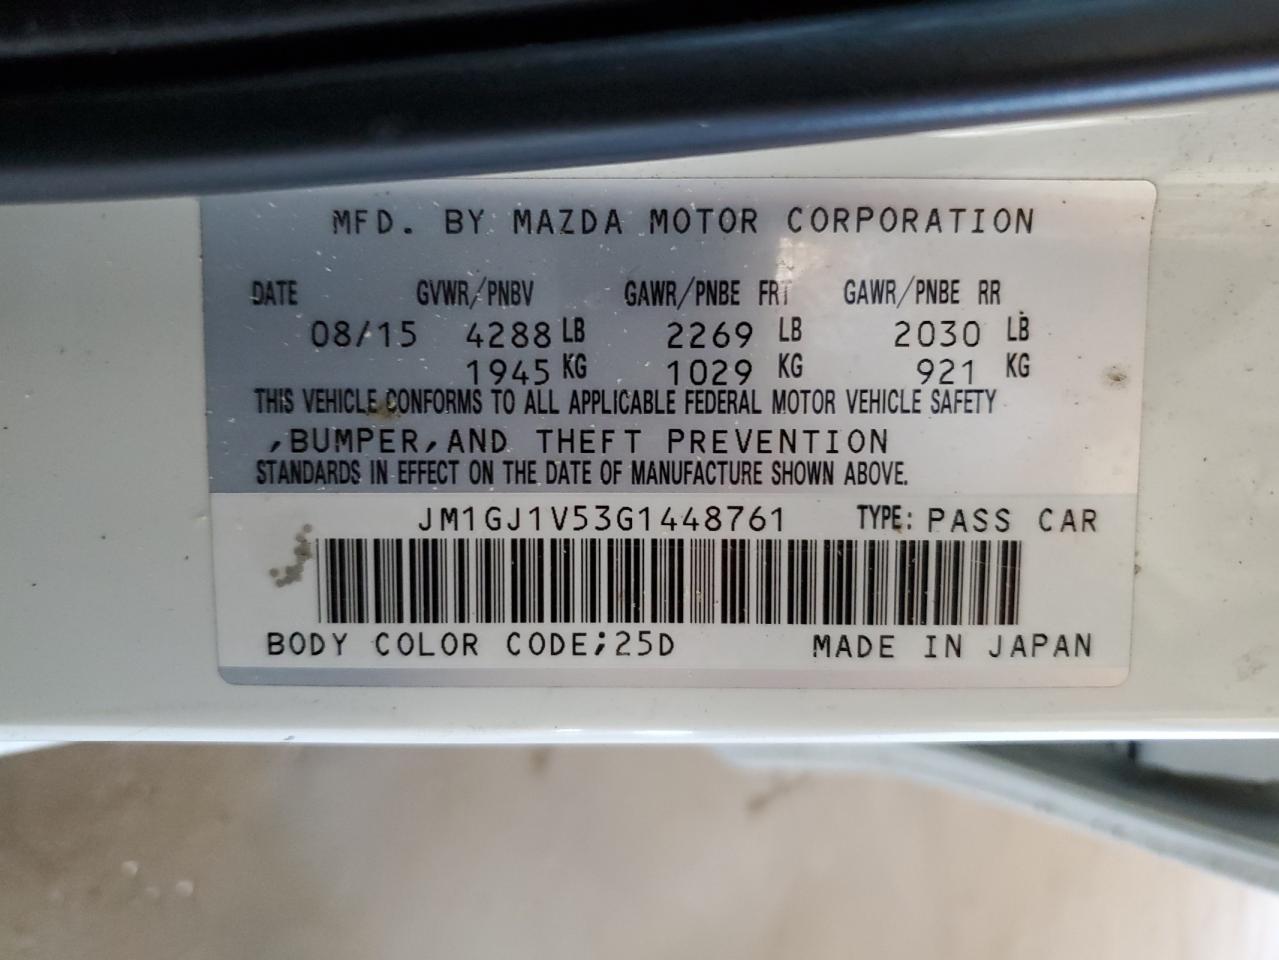 MFD. BY MAZDA MOTOR CORPORATION
DATE GVWR/PNBV GAWR/PNBE FRT GAWR/PNBE RR
08/15 4288 LB 2269 LB 2030 LB
1945 KG 1029 KG 921 KG
THIS VEHICLE CONFORMS TO ALL APPLICABLE FEDERAL MOTOR VEHICLE SAFETY
,BUMPER,AND THEFT PREVENTION
STANDARDS IN EFFECT ON THE DATE OF MANUFACTURE SHOWN ABOVE.
JM1GJ1V53G1448761 TYPE: PASS CAR
BODY COLOR CODE;25D MADE IN JAPAN